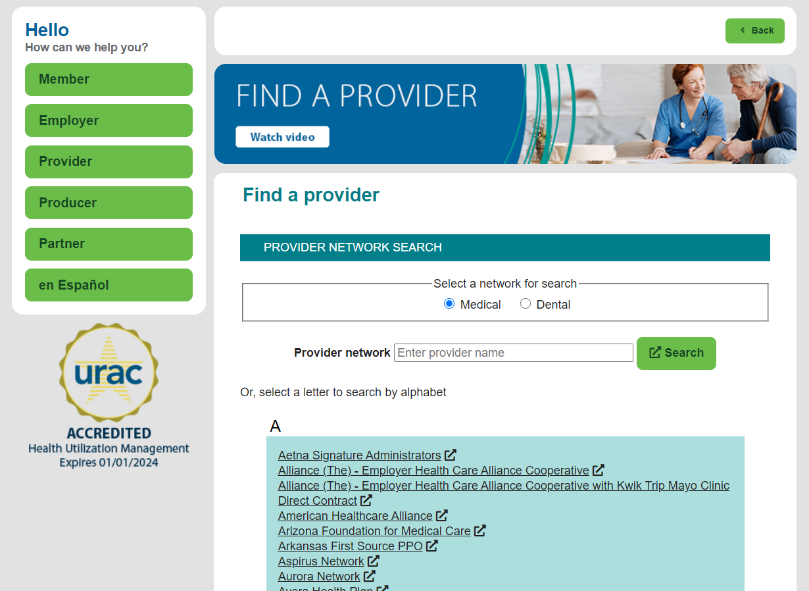 Hello
How can we help you?
Member
Employer
Provider
Producer
Partner
en Español
urac
ACCREDITED
Health Utilization Management
Expires 01/01/2024
Back
FIND A PROVIDER
Watch video
Find a provider
PROVIDER NETWORK SEARCH
Select a network for search
Medical Dental
Provider network Enter provider name Search
Or, select a letter to search by alphabet
A
Aetna Signature Administrators
Alliance (The) - Employer Health Care Alliance Cooperative
Alliance (The) - Employer Health Care Alliance Cooperative with Kwik Trip Mayo Clinic
Direct Contract
American Healthcare Alliance
Arizona Foundation for Medical Care
Arkansas First Source PPO
Aspirus Network
Aurora Network
Avera Health Plan